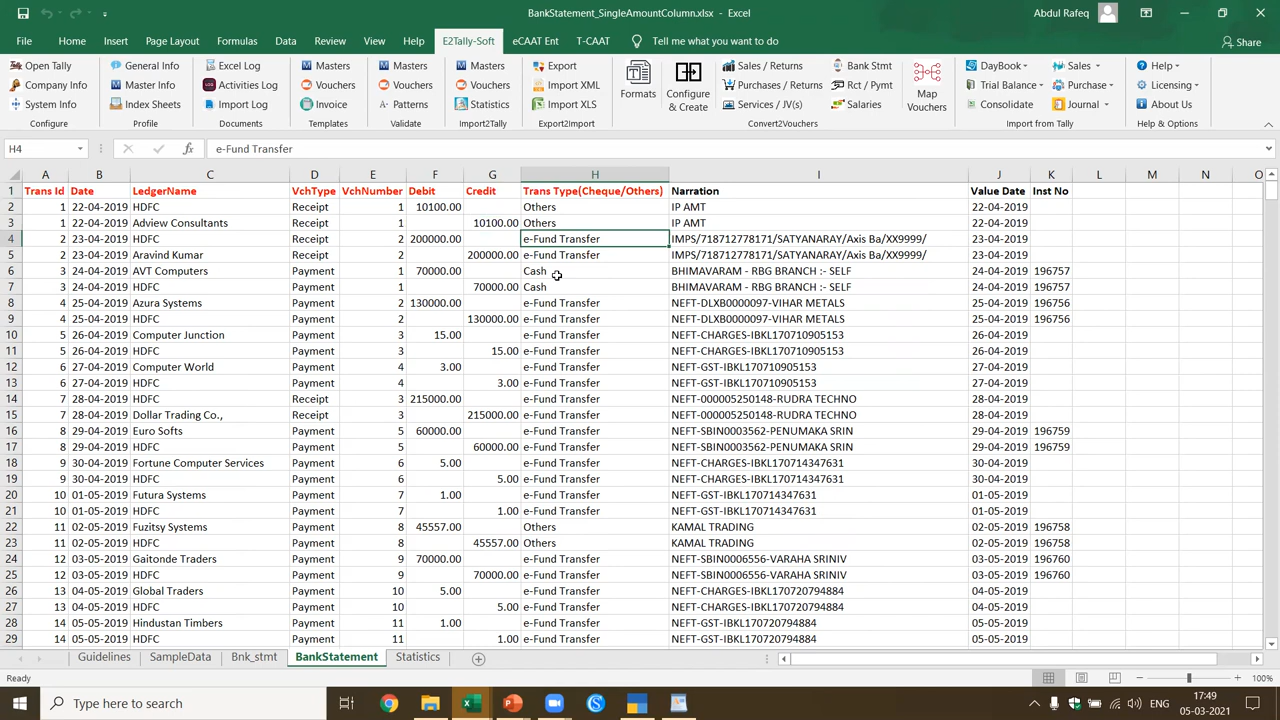 BankStatement_SingleAmountColumn.xlsx - Excel
Abdul Rafeq
File Home Insert Page Layout Formulas Data Review View Help E2Tally-Soft eCAAT Ent T-CAAT Tell me what you want to do Share
Open Tally General Info Excel Log Masters Masters Masters Export Sales / Returns Bank Stmt DayBook Sales Help
Company Info Master Info Activities Log Vouchers Vouchers Vouchers Import XML Formats Configure & Create Purchase / Returns Rct / Pymt Map Vouchers Trial Balance Purchase Licensing
System Info Index Sheets Import Log Invoice Patterns Statistics Import XLS Services / JV(s) Salaries Consolidate Journal About Us
Configure Profile Documents Templates Validate Import2Tally Export2Import Convert2Vouchers Import from Tally Help & Options
H4 fx e-Fund Transfer
A B C D E F G H I J K L M N O
1 Trans Id Date LedgerName VchType VchNumber Debit Credit Trans Type(Cheque/Others) Narration Value Date Inst No
2 1 22-04-2019 HDFC Receipt 1 10100.00 Others IP AMT 22-04-2019
3 1 22-04-2019 Adview Consultants Receipt 1 10100.00 Others IP AMT 22-04-2019
4 2 23-04-2019 HDFC Receipt 2 200000.00 e-Fund Transfer IMPS/718712778171/SATYANARAY/Axis Ba/XX9999/ 23-04-2019
5 2 23-04-2019 Aravind Kumar Receipt 2 200000.00 e-Fund Transfer IMPS/718712778171/SATYANARAY/Axis Ba/XX9999/ 23-04-2019
6 3 24-04-2019 AVT Computers Payment 1 70000.00 Cash BHIMAVARAM - RBG BRANCH :- SELF 24-04-2019 196757
7 3 24-04-2019 HDFC Payment 1 70000.00 Cash BHIMAVARAM - RBG BRANCH :- SELF 24-04-2019 196757
8 4 25-04-2019 Azura Systems Payment 2 130000.00 e-Fund Transfer NEFT-DLXB0000097-VIHAR METALS 25-04-2019 196756
9 4 25-04-2019 HDFC Payment 2 130000.00 e-Fund Transfer NEFT-DLXB0000097-VIHAR METALS 25-04-2019 196756
10 5 26-04-2019 Computer Junction Payment 3 15.00 e-Fund Transfer NEFT-CHARGES-IBKL170710905153 26-04-2019
11 5 26-04-2019 HDFC Payment 3 15.00 e-Fund Transfer NEFT-CHARGES-IBKL170710905153 26-04-2019
12 6 27-04-2019 Computer World Payment 4 3.00 e-Fund Transfer NEFT-GST-IBKL170710905153 27-04-2019
13 6 27-04-2019 HDFC Payment 4 3.00 e-Fund Transfer NEFT-GST-IBKL170710905153 27-04-2019
14 7 28-04-2019 HDFC Receipt 3 215000.00 e-Fund Transfer NEFT-000005250148-RUDRA TECHNO 28-04-2019
15 7 28-04-2019 Dollar Trading Co., Receipt 3 215000.00 e-Fund Transfer NEFT-000005250148-RUDRA TECHNO 28-04-2019
16 8 29-04-2019 Euro Softs Payment 5 60000.00 e-Fund Transfer NEFT-SBIN0003562-PENUMAKA SRIN 29-04-2019 196759
17 8 29-04-2019 HDFC Payment 5 60000.00 e-Fund Transfer NEFT-SBIN0003562-PENUMAKA SRIN 29-04-2019 196759
18 9 30-04-2019 Fortune Computer Services Payment 6 5.00 e-Fund Transfer NEFT-CHARGES-IBKL170714347631 30-04-2019
19 9 30-04-2019 HDFC Payment 6 5.00 e-Fund Transfer NEFT-CHARGES-IBKL170714347631 30-04-2019
20 10 01-05-2019 Futura Systems Payment 7 1.00 e-Fund Transfer NEFT-GST-IBKL170714347631 01-05-2019
21 10 01-05-2019 HDFC Payment 7 1.00 e-Fund Transfer NEFT-GST-IBKL170714347631 01-05-2019
22 11 02-05-2019 Fuzitsy Systems Payment 8 45557.00 Others KAMAL TRADING 02-05-2019 196758
23 11 02-05-2019 HDFC Payment 8 45557.00 Others KAMAL TRADING 02-05-2019 196758
24 12 03-05-2019 Gaitonde Traders Payment 9 70000.00 e-Fund Transfer NEFT-SBIN0006556-VARAHA SRINIV 03-05-2019 196760
25 12 03-05-2019 HDFC Payment 9 70000.00 e-Fund Transfer NEFT-SBIN0006556-VARAHA SRINIV 03-05-2019 196760
26 13 04-05-2019 Global Traders Payment 10 5.00 e-Fund Transfer NEFT-CHARGES-IBKL170720794884 04-05-2019
27 13 04-05-2019 HDFC Payment 10 5.00 e-Fund Transfer NEFT-CHARGES-IBKL170720794884 04-05-2019
28 14 05-05-2019 Hindustan Timbers Payment 11 1.00 e-Fund Transfer NEFT-GST-IBKL170720794884 05-05-2019
29 14 05-05-2019 HDFC Payment 11 1.00 e-Fund Transfer NEFT-GST-IBKL170720794884 05-05-2019
Guidelines SampleData Bnk_stmt BankStatement Statistics
Ready 100%
Type here to search 17:49
05-03-2021